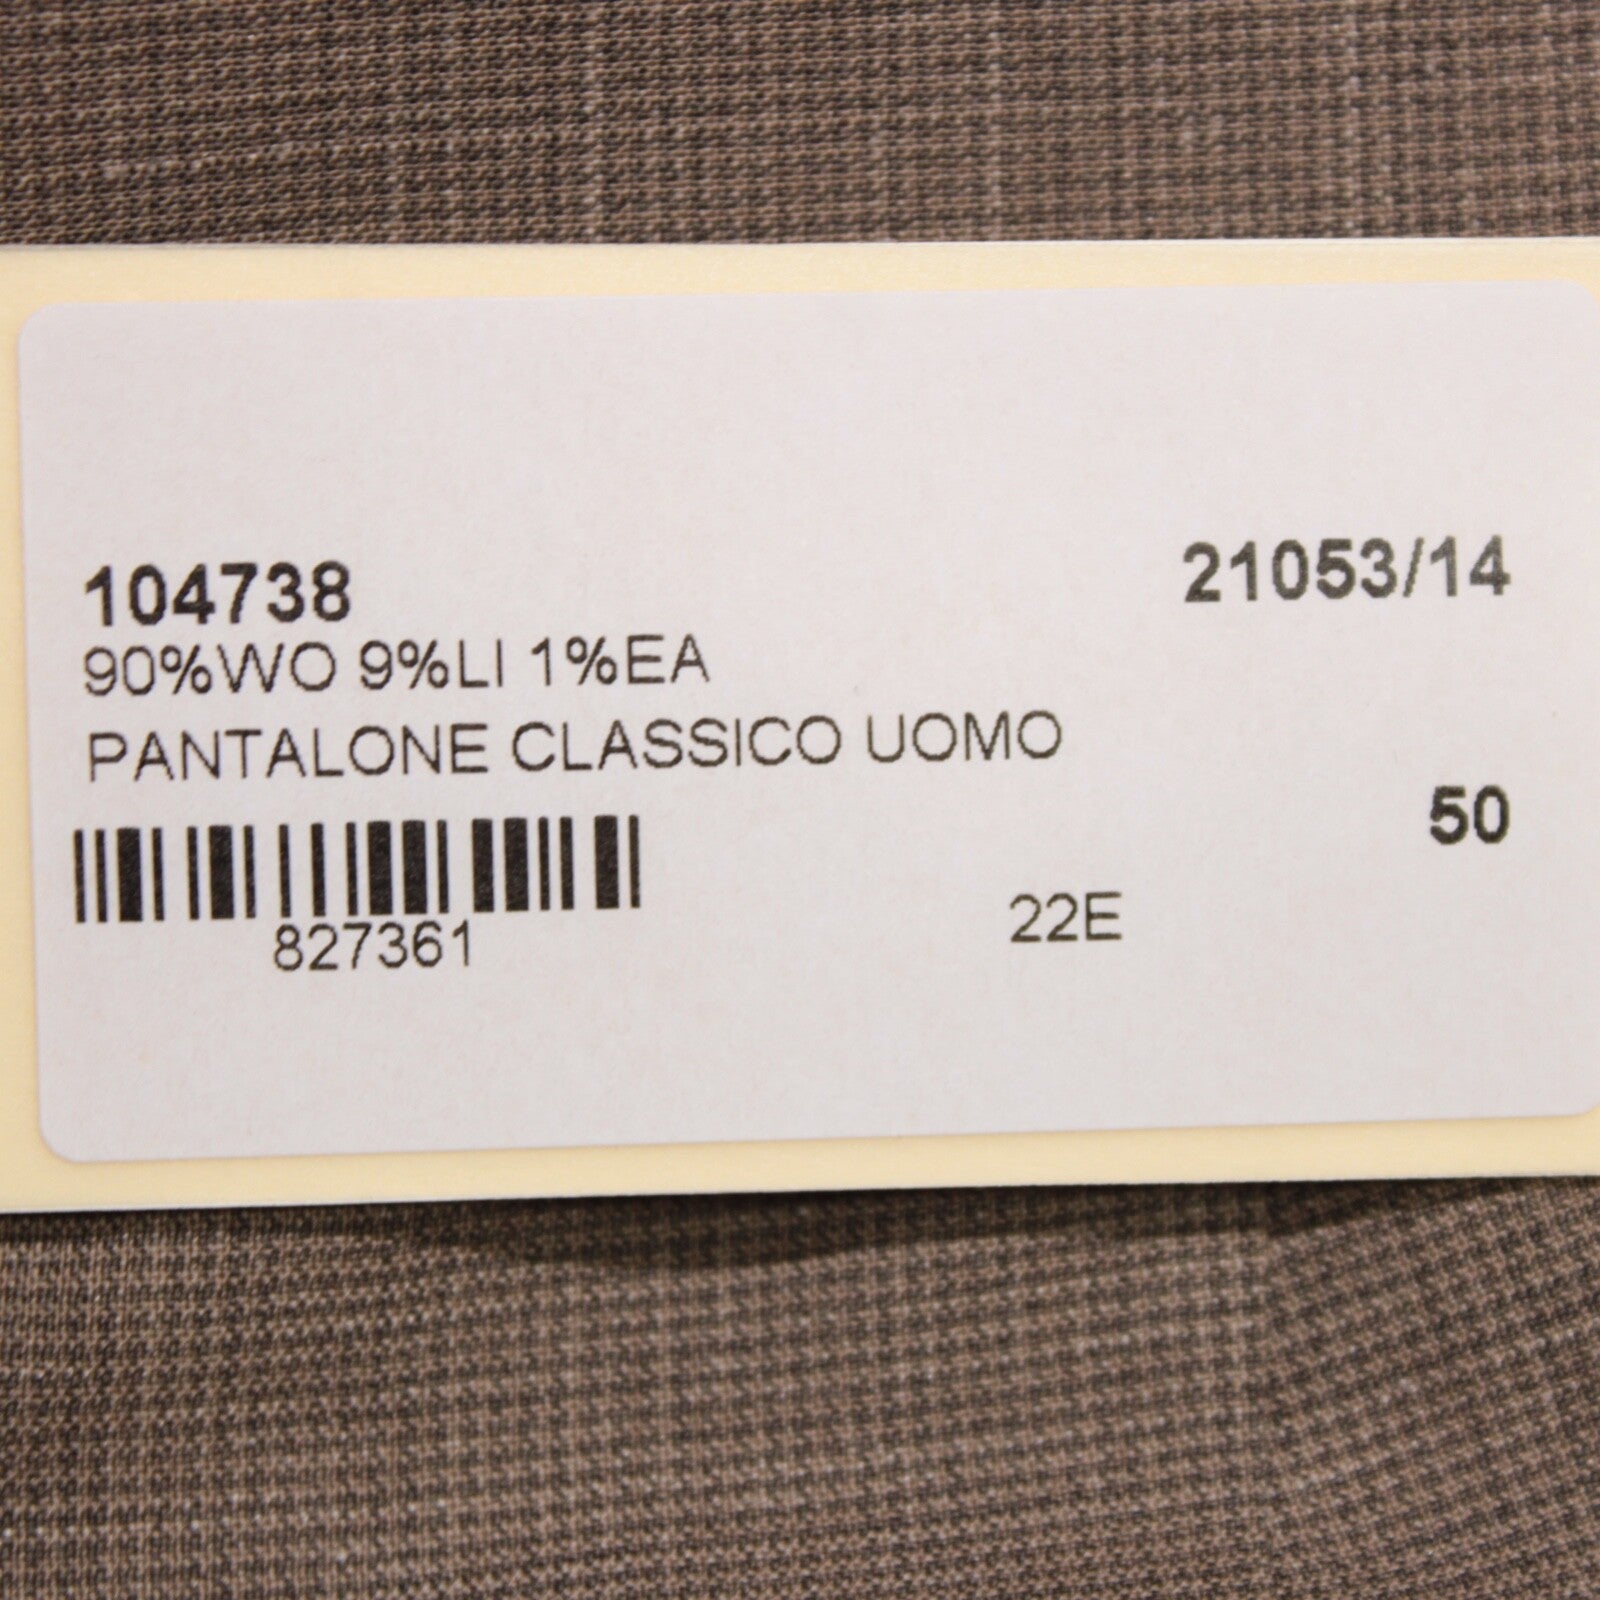 104738 21053/14
90%WO 9%LI 1%EA
PANTALONE CLASSICO UOMO
50
827361 22E